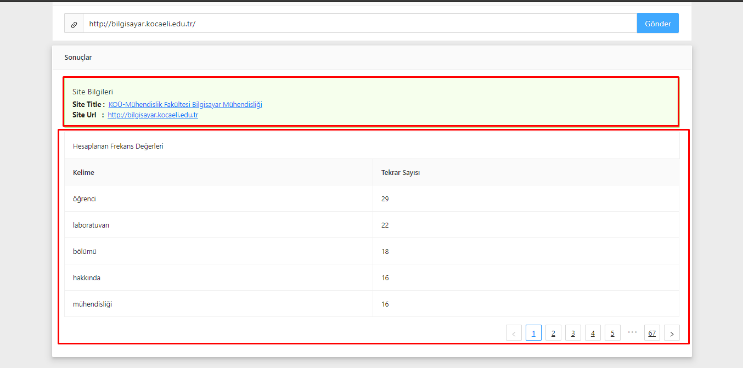 http://bilgisayar.kocaeli.edu.tr/ Gönder
Sonuçlar
Site Bilgileri
Site Title : KOÜ-Mühendislik Fakültesi Bilgisayar Mühendisliği
Site Url : http://bilgisayar.kocaeli.edu.tr
Hesaplanan Frekans Değerleri
Kelime Tekrar Sayısı
öğrenci 29
laboratuvarı 22
bölümü 18
hakkında 16
mühendisliği 16
< 1 2 3 4 5 ••• 67 >